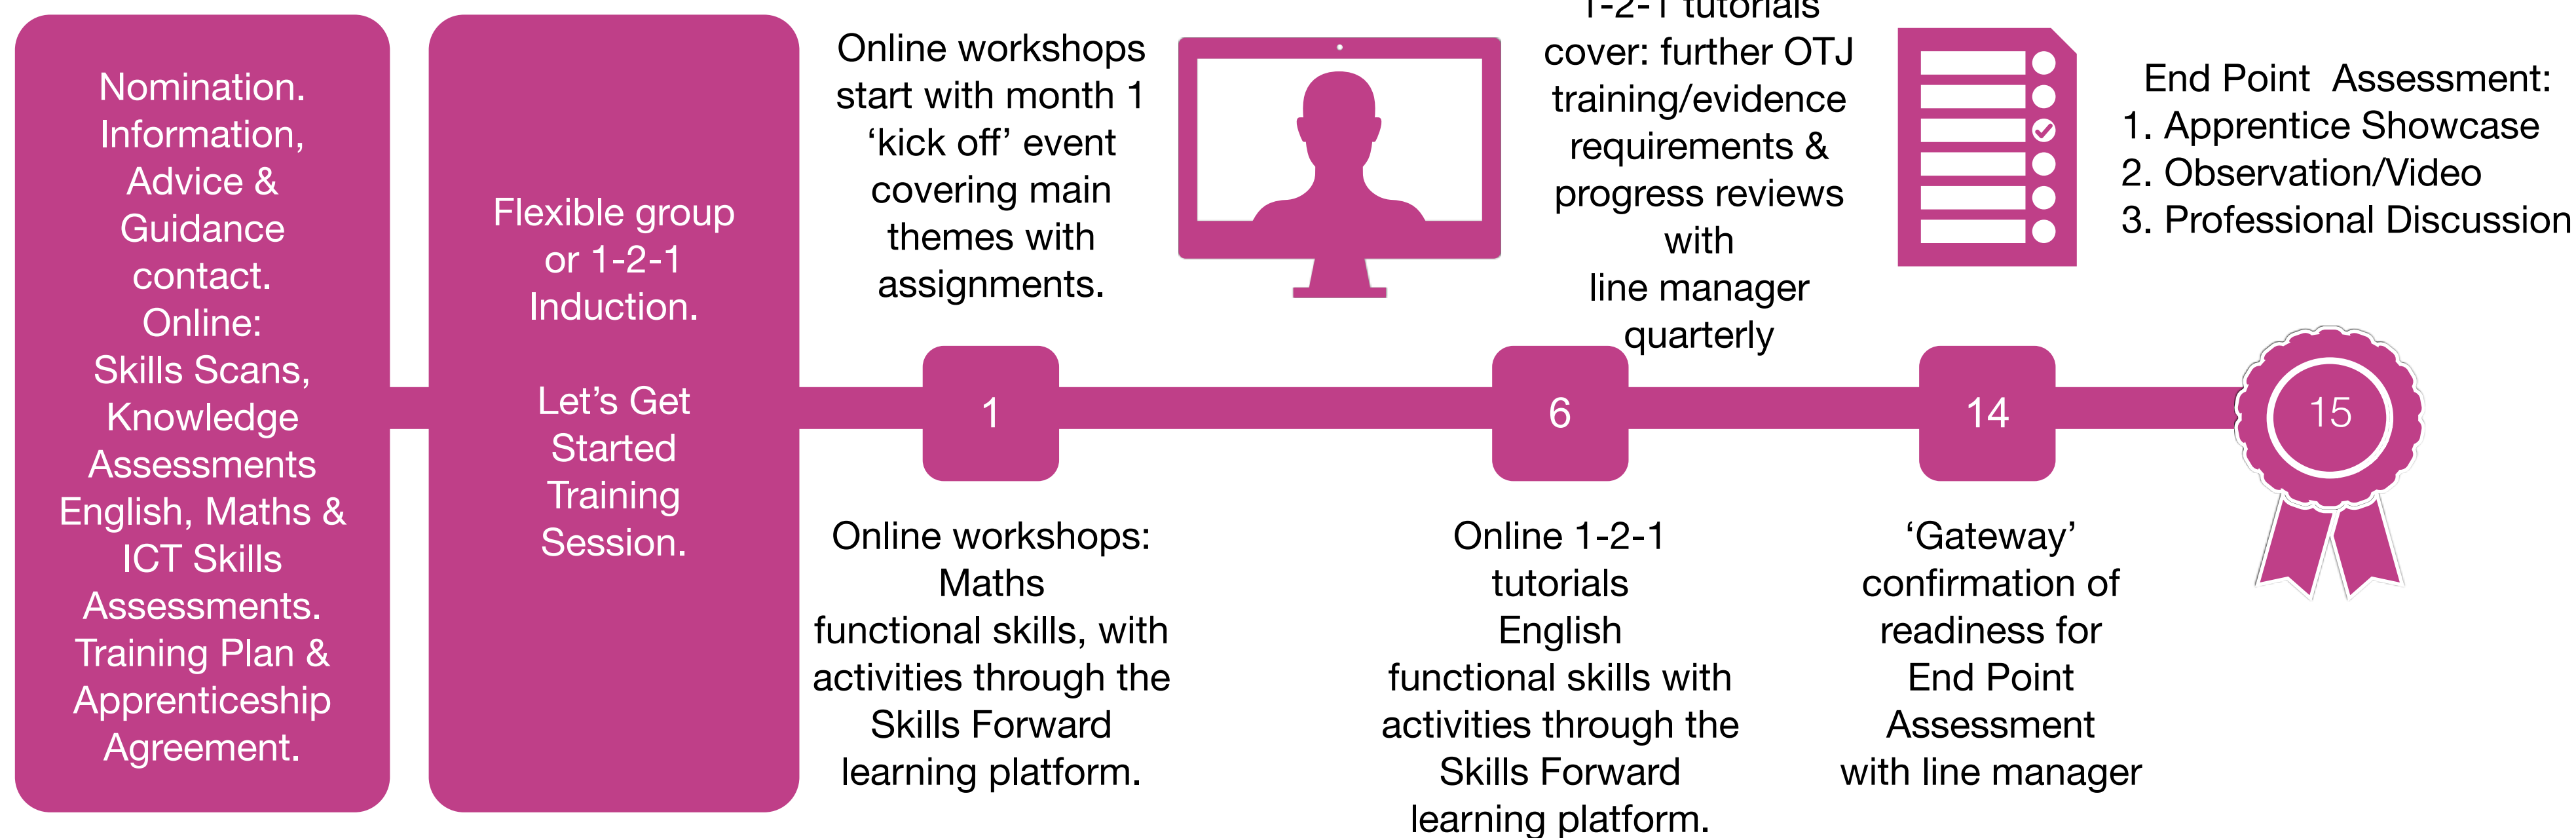 Nomination.
Information,
Advice &
Guidance
contact.
Online:
Skills Scans,
Knowledge
Assessments
English, Maths &
ICT Skills
Assessments.
Training Plan &
Apprenticeship
Agreement.
Flexible group
or 1-2-1
Induction.
Let’s Get
Started
Training
Session.
Online workshops
start with month 1
‘kick off’ event
covering main
themes with
assignments.
1
Online workshops:
Maths
functional skills, with
activities through the
Skills Forward
learning platform.
1-2-1 tutorials
cover: further OTJ
training/evidence
requirements &
progress reviews
with
line manager
quarterly
6
Online 1-2-1
tutorials
English
functional skills with
activities through the
Skills Forward
learning platform.
14
‘Gateway’
confirmation of
readiness for
End Point
Assessment
with line manager
End Point  Assessment:
1. Apprentice Showcase
2. Observation/Video
3. Professional Discussion
15